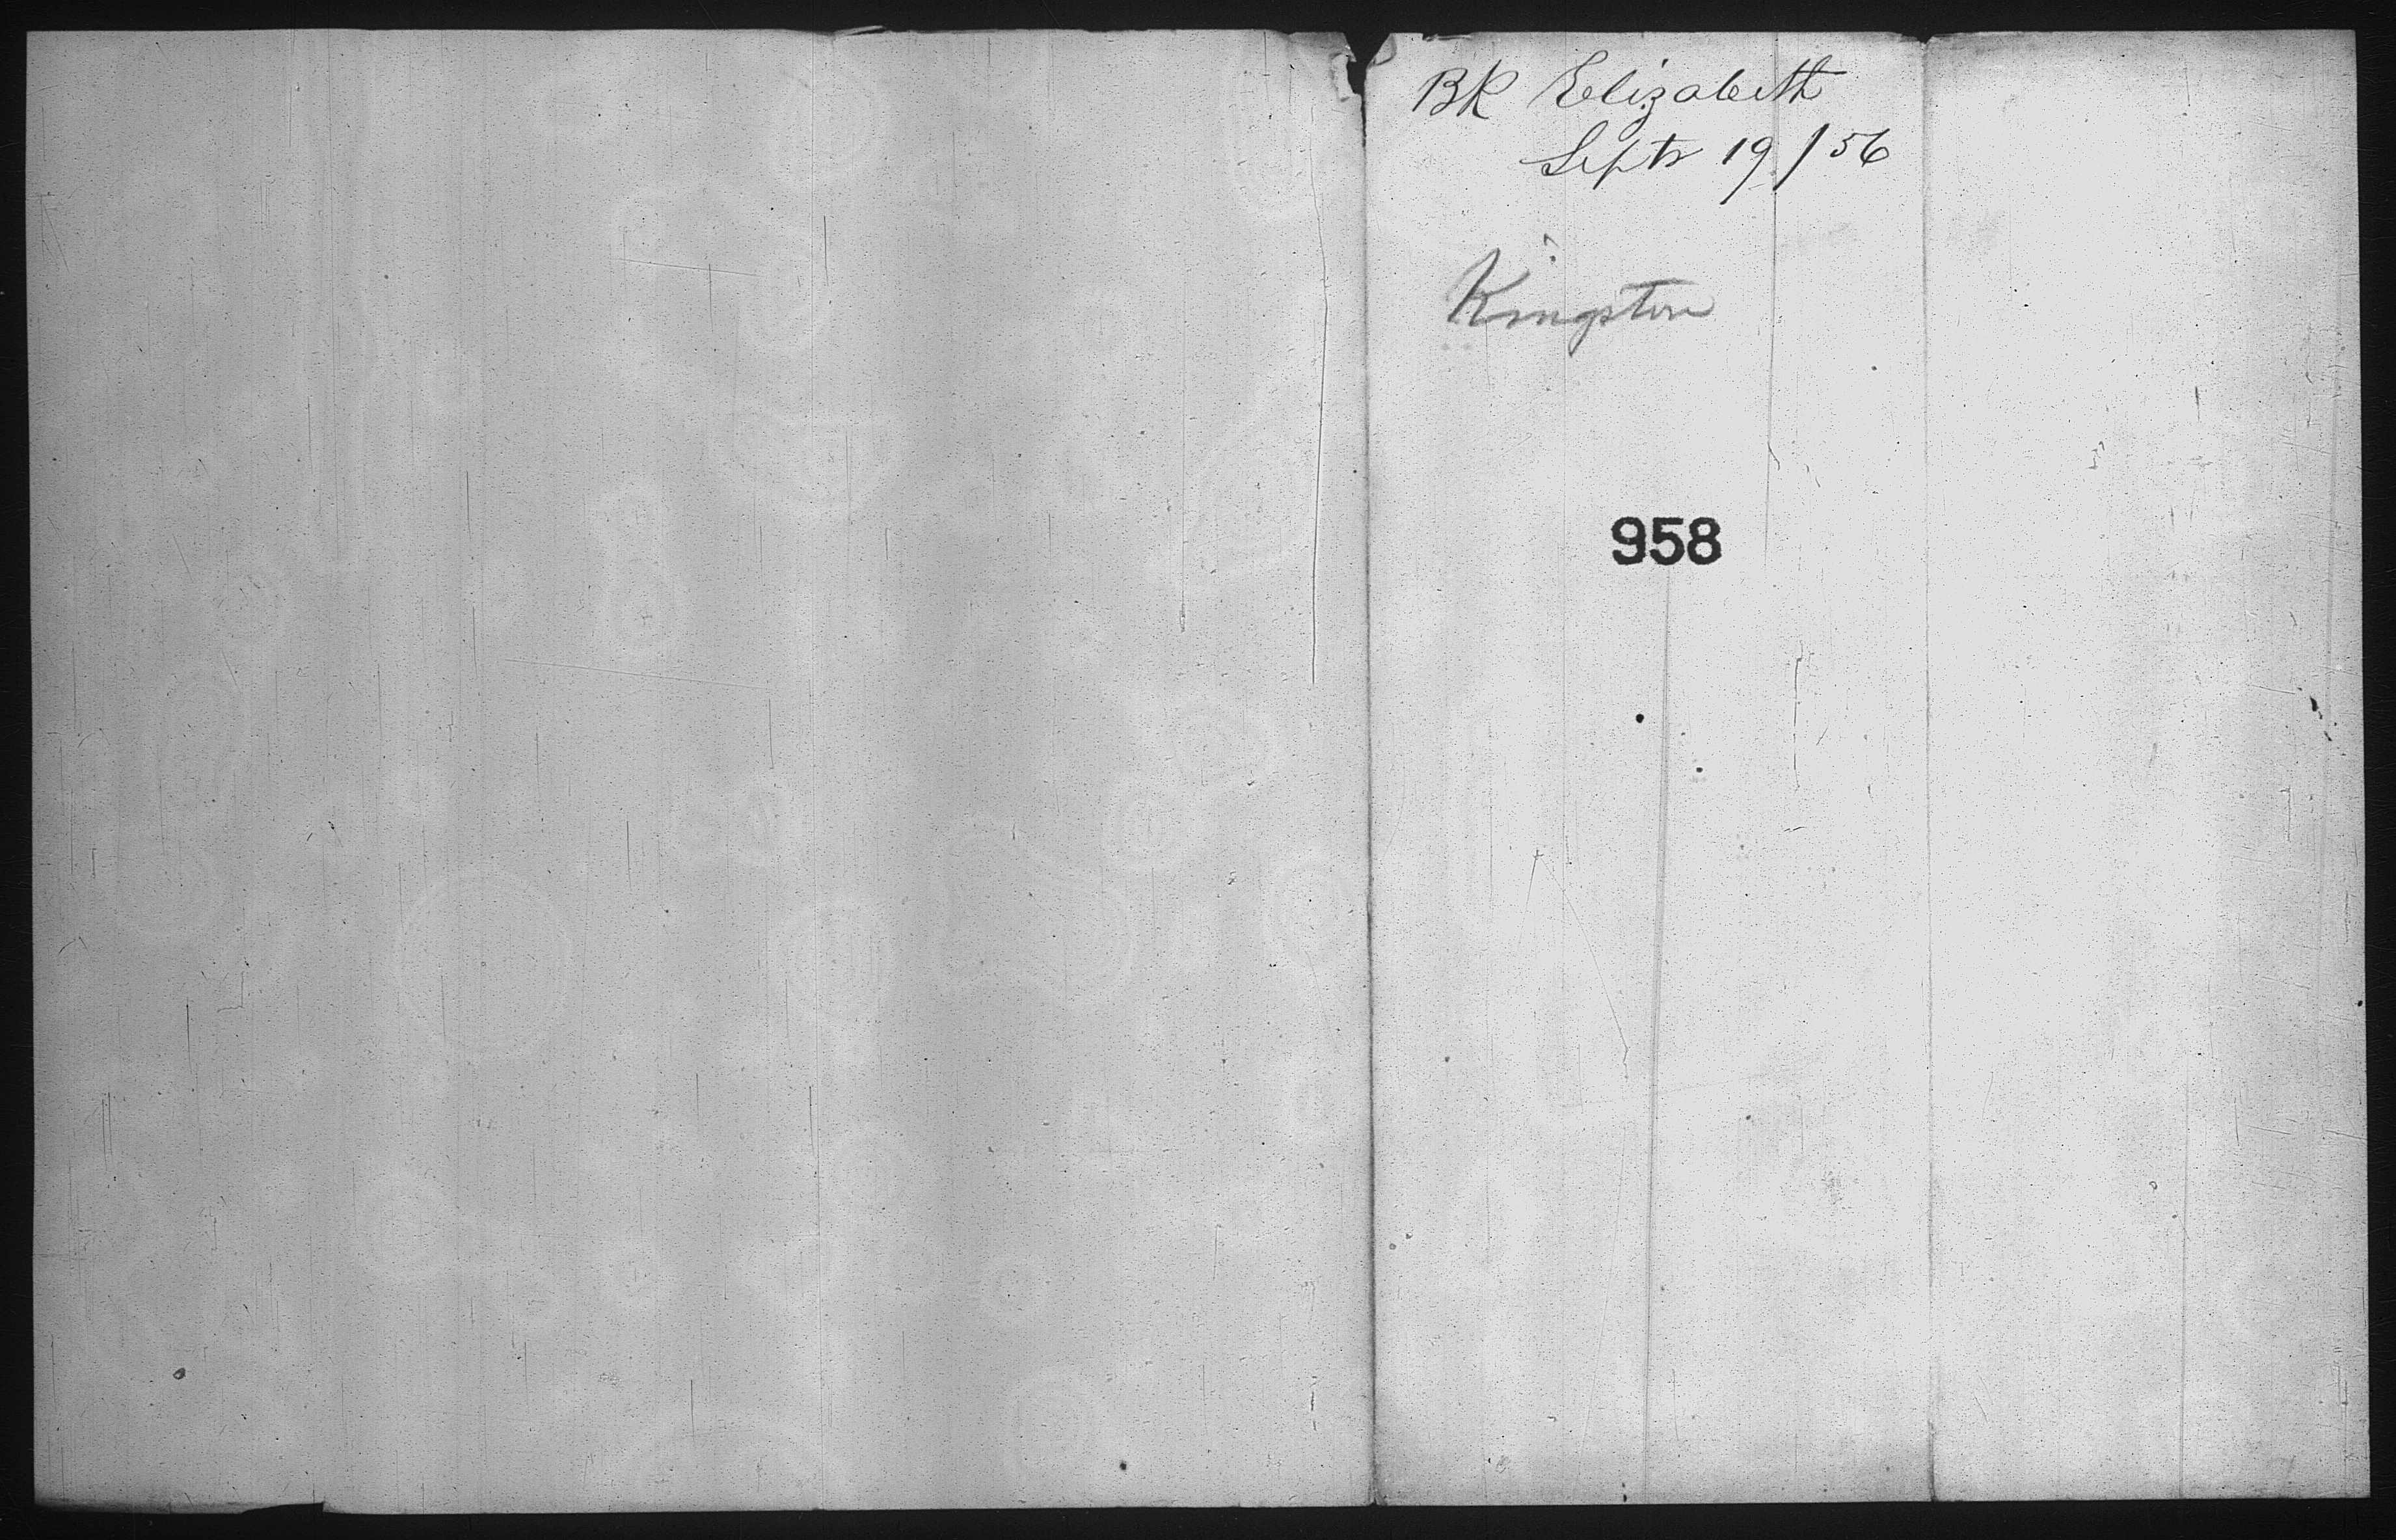 BK Elizabeth
Septr 19/56
Kingston
958